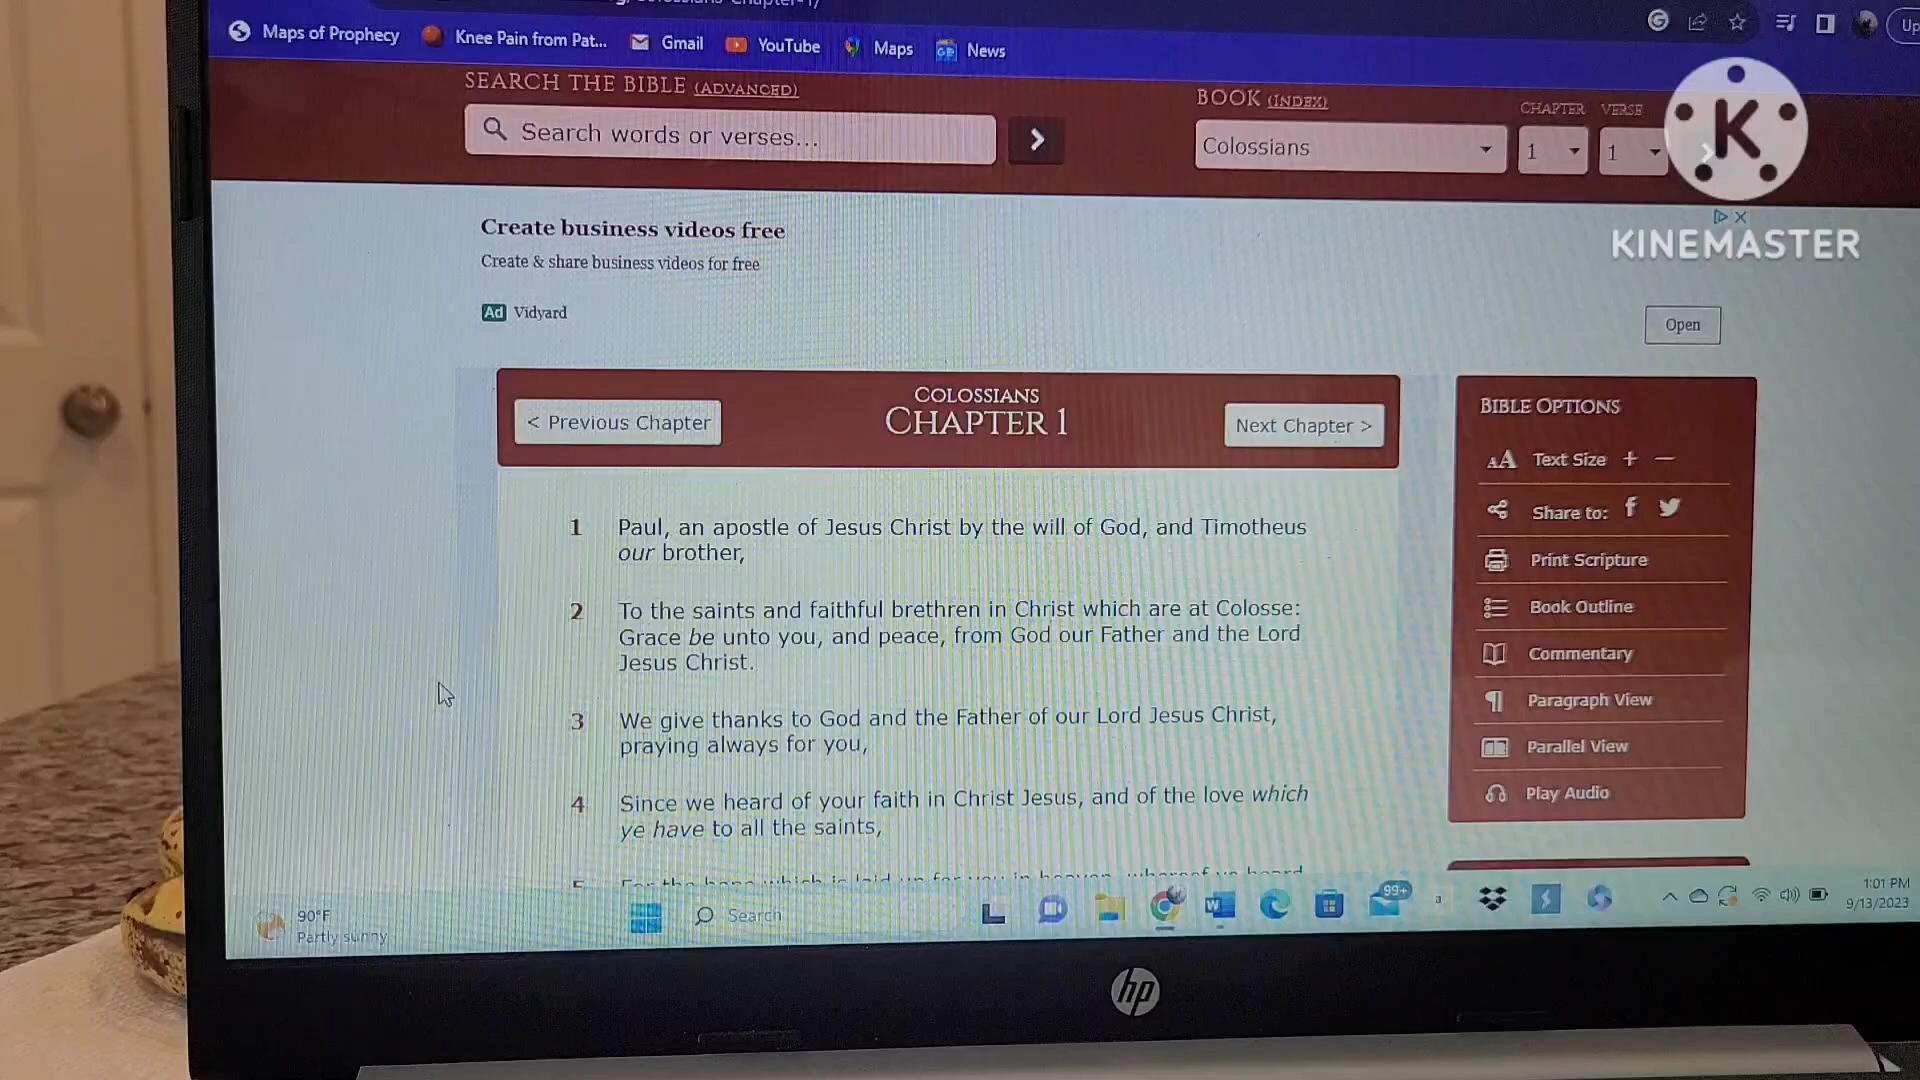 Maps of Prophecy Knee Pain from Pat... Gmail YouTube Maps News
Up
SEARCH THE BIBLE (ADVANCED)
BOOK (INDEX) CHAPTER VERSE
Search words or verses...
Colossians 1 1
K
KINEMASTER
Create business videos free
Create & share business videos for free
Ad Vidyard
Open
< Previous Chapter
COLOSSIANS
CHAPTER 1
Next Chapter >
1 Paul, an apostle of Jesus Christ by the will of God, and Timotheus
our brother,
2 To the saints and faithful brethren in Christ which are at Colosse:
Grace be unto you, and peace, from God our Father and the Lord
Jesus Christ.
3 We give thanks to God and the Father of our Lord Jesus Christ,
praying always for you,
4 Since we heard of your faith in Christ Jesus, and of the love which
ye have to all the saints,
BIBLE OPTIONS
AA Text Size + −
Share to:
Print Scripture
Book Outline
Commentary
Paragraph View
Parallel View
Play Audio
90°F
Partly sunny
Search
99+
1:01 PM
9/13/2023
hp